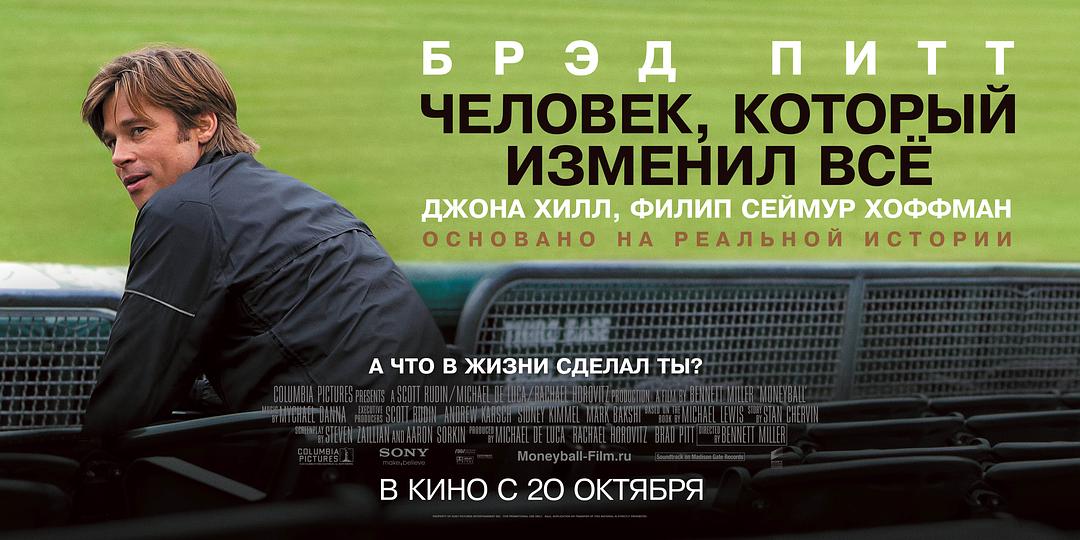 БРЭД ПИТТ
ЧЕЛОВЕК, КОТОРЫЙ
ИЗМЕНИЛ ВСЁ
ДЖОНА ХИЛЛ, ФИЛИП СЕЙМУР ХОФФМАН
ОСНОВАНО НА РЕАЛЬНОЙ ИСТОРИИ
THIRD BASE
А ЧТО В ЖИЗНИ СДЕЛАЛ ТЫ?
COLUMBIA PICTURES PRESENTS A SCOTT RUDIN/MICHAEL DE LUCA/RACHAEL HOROVITZ PRODUCTION A FILM BY BENNETT MILLER "MONEYBALL"
MUSIC BY MYCHAEL DANNA EXECUTIVE PRODUCERS SCOTT RUDIN ANDREW KARSCH SIDNEY KIMMEL MARK BAKSHI BASED ON THE BOOK BY MICHAEL LEWIS STORY BY STAN CHERVIN
SCREENPLAY BY STEVEN ZAILLIAN AND AARON SORKIN PRODUCED BY MICHAEL DE LUCA RACHAEL HOROVITZ BRAD PITT DIRECTED BY BENNETT MILLER
COLUMBIA PICTURES SONY make.believe Moneyball-Film.ru Soundtrack on Madison Gate Records
В КИНО С 20 ОКТЯБРЯ